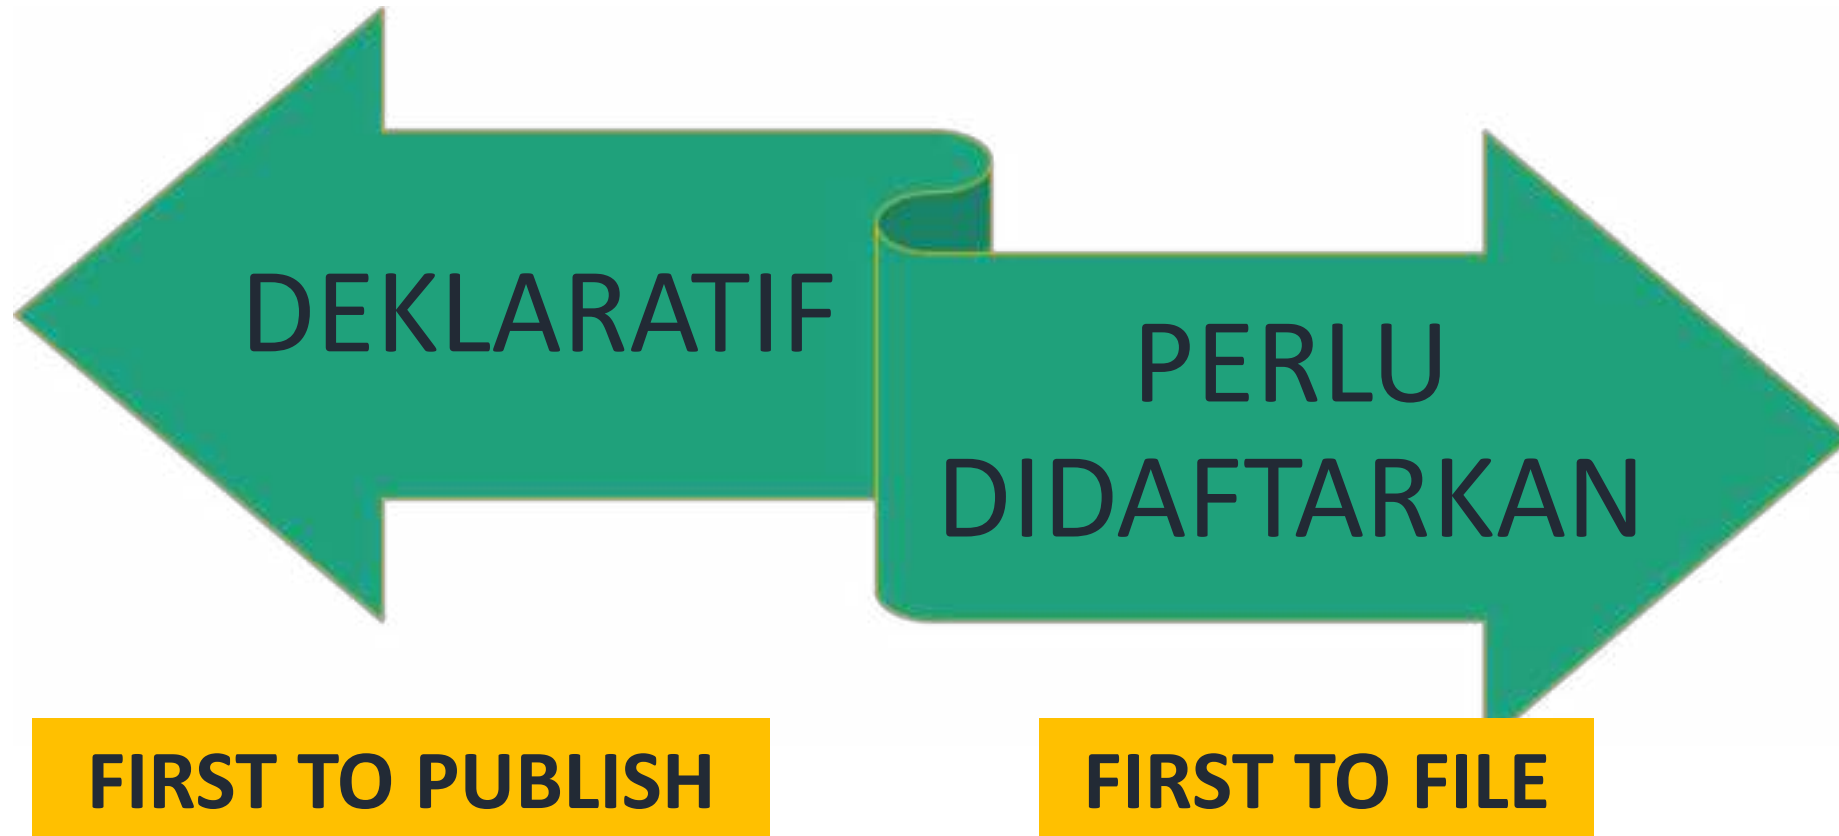 DEKLARATIF
PERLU
DIDAFTARKAN
FIRST TO PUBLISH
FIRST TO FILE